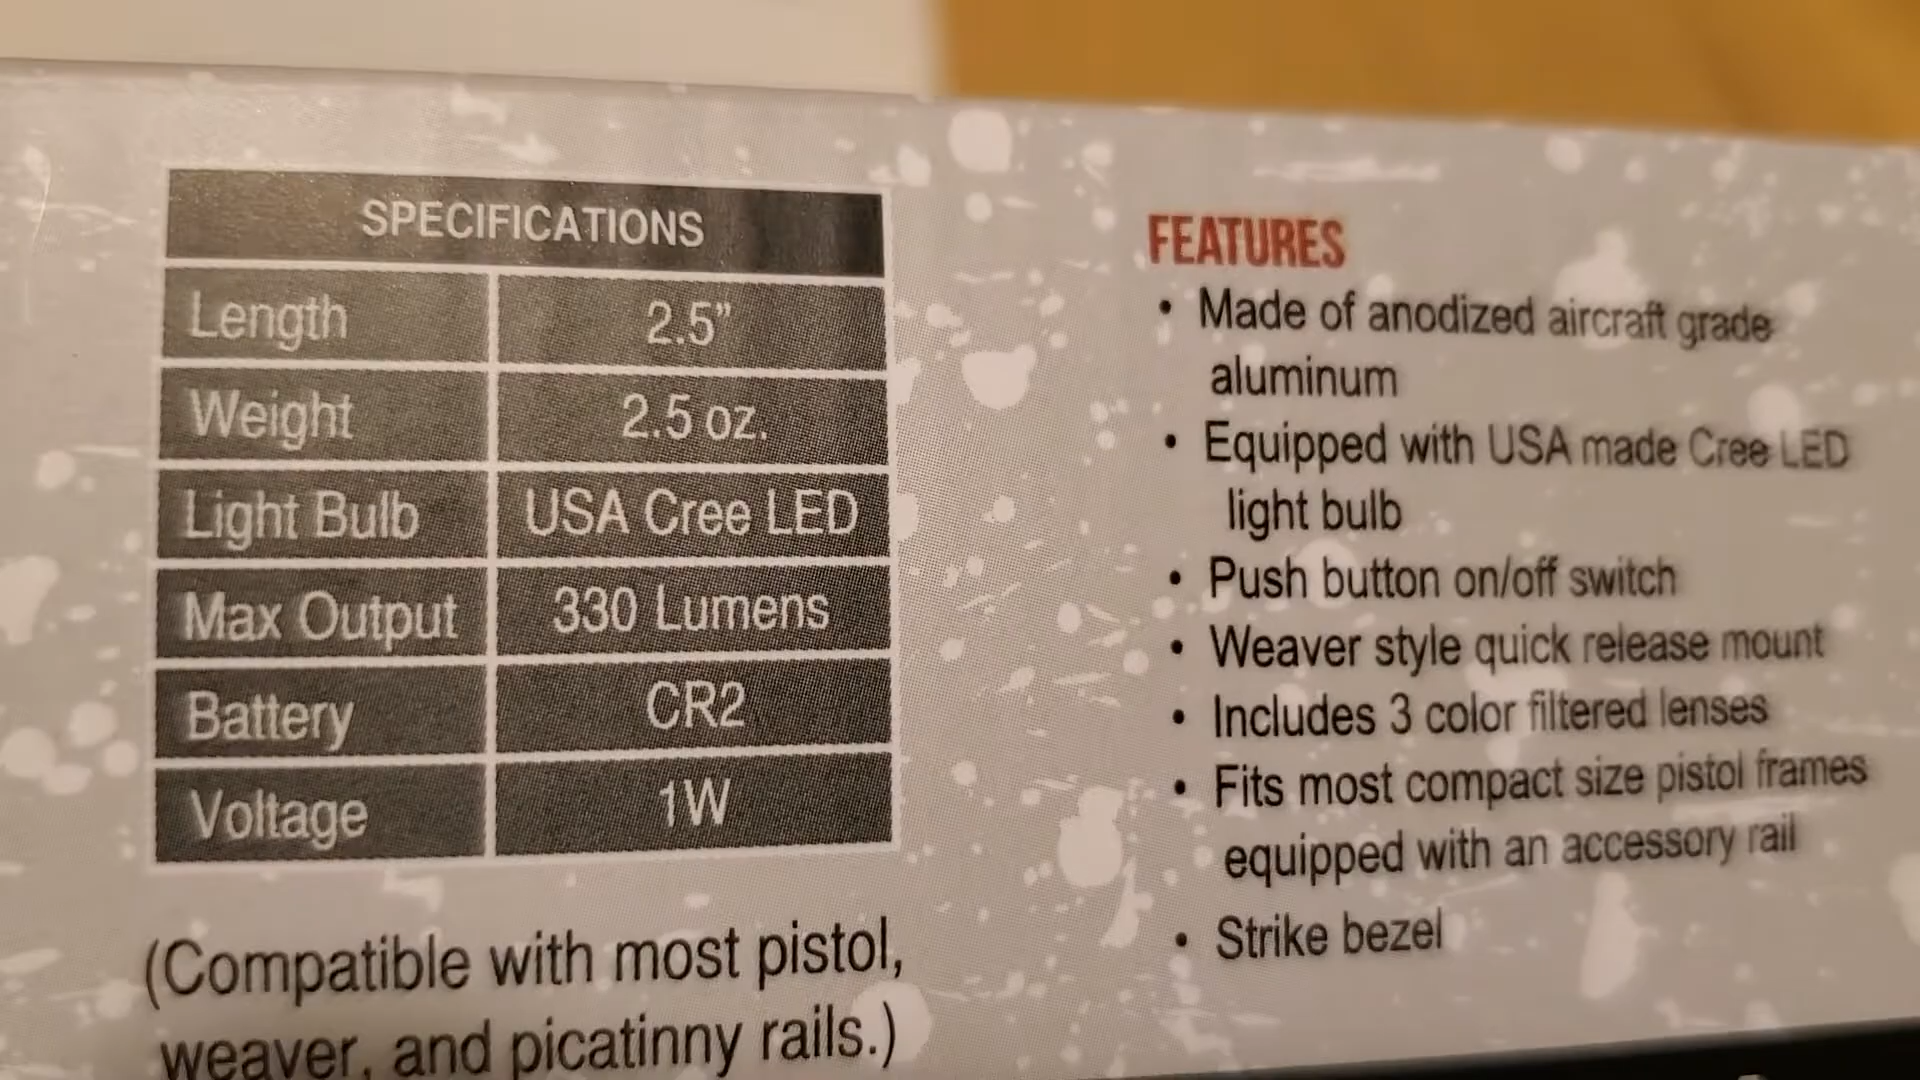 SPECIFICATIONS
Length 2.5"
Weight 2.5 oz.
Light Bulb USA Cree LED
Max Output 330 Lumens
Battery CR2
Voltage 1W
(Compatible with most pistol,
weaver, and picatinny rails.)
FEATURES
• Made of anodized aircraft grade
aluminum
• Equipped with USA made Cree LED
light bulb
• Push button on/off switch
• Weaver style quick release mount
• Includes 3 color filtered lenses
• Fits most compact size pistol frames
equipped with an accessory rail
• Strike bezel